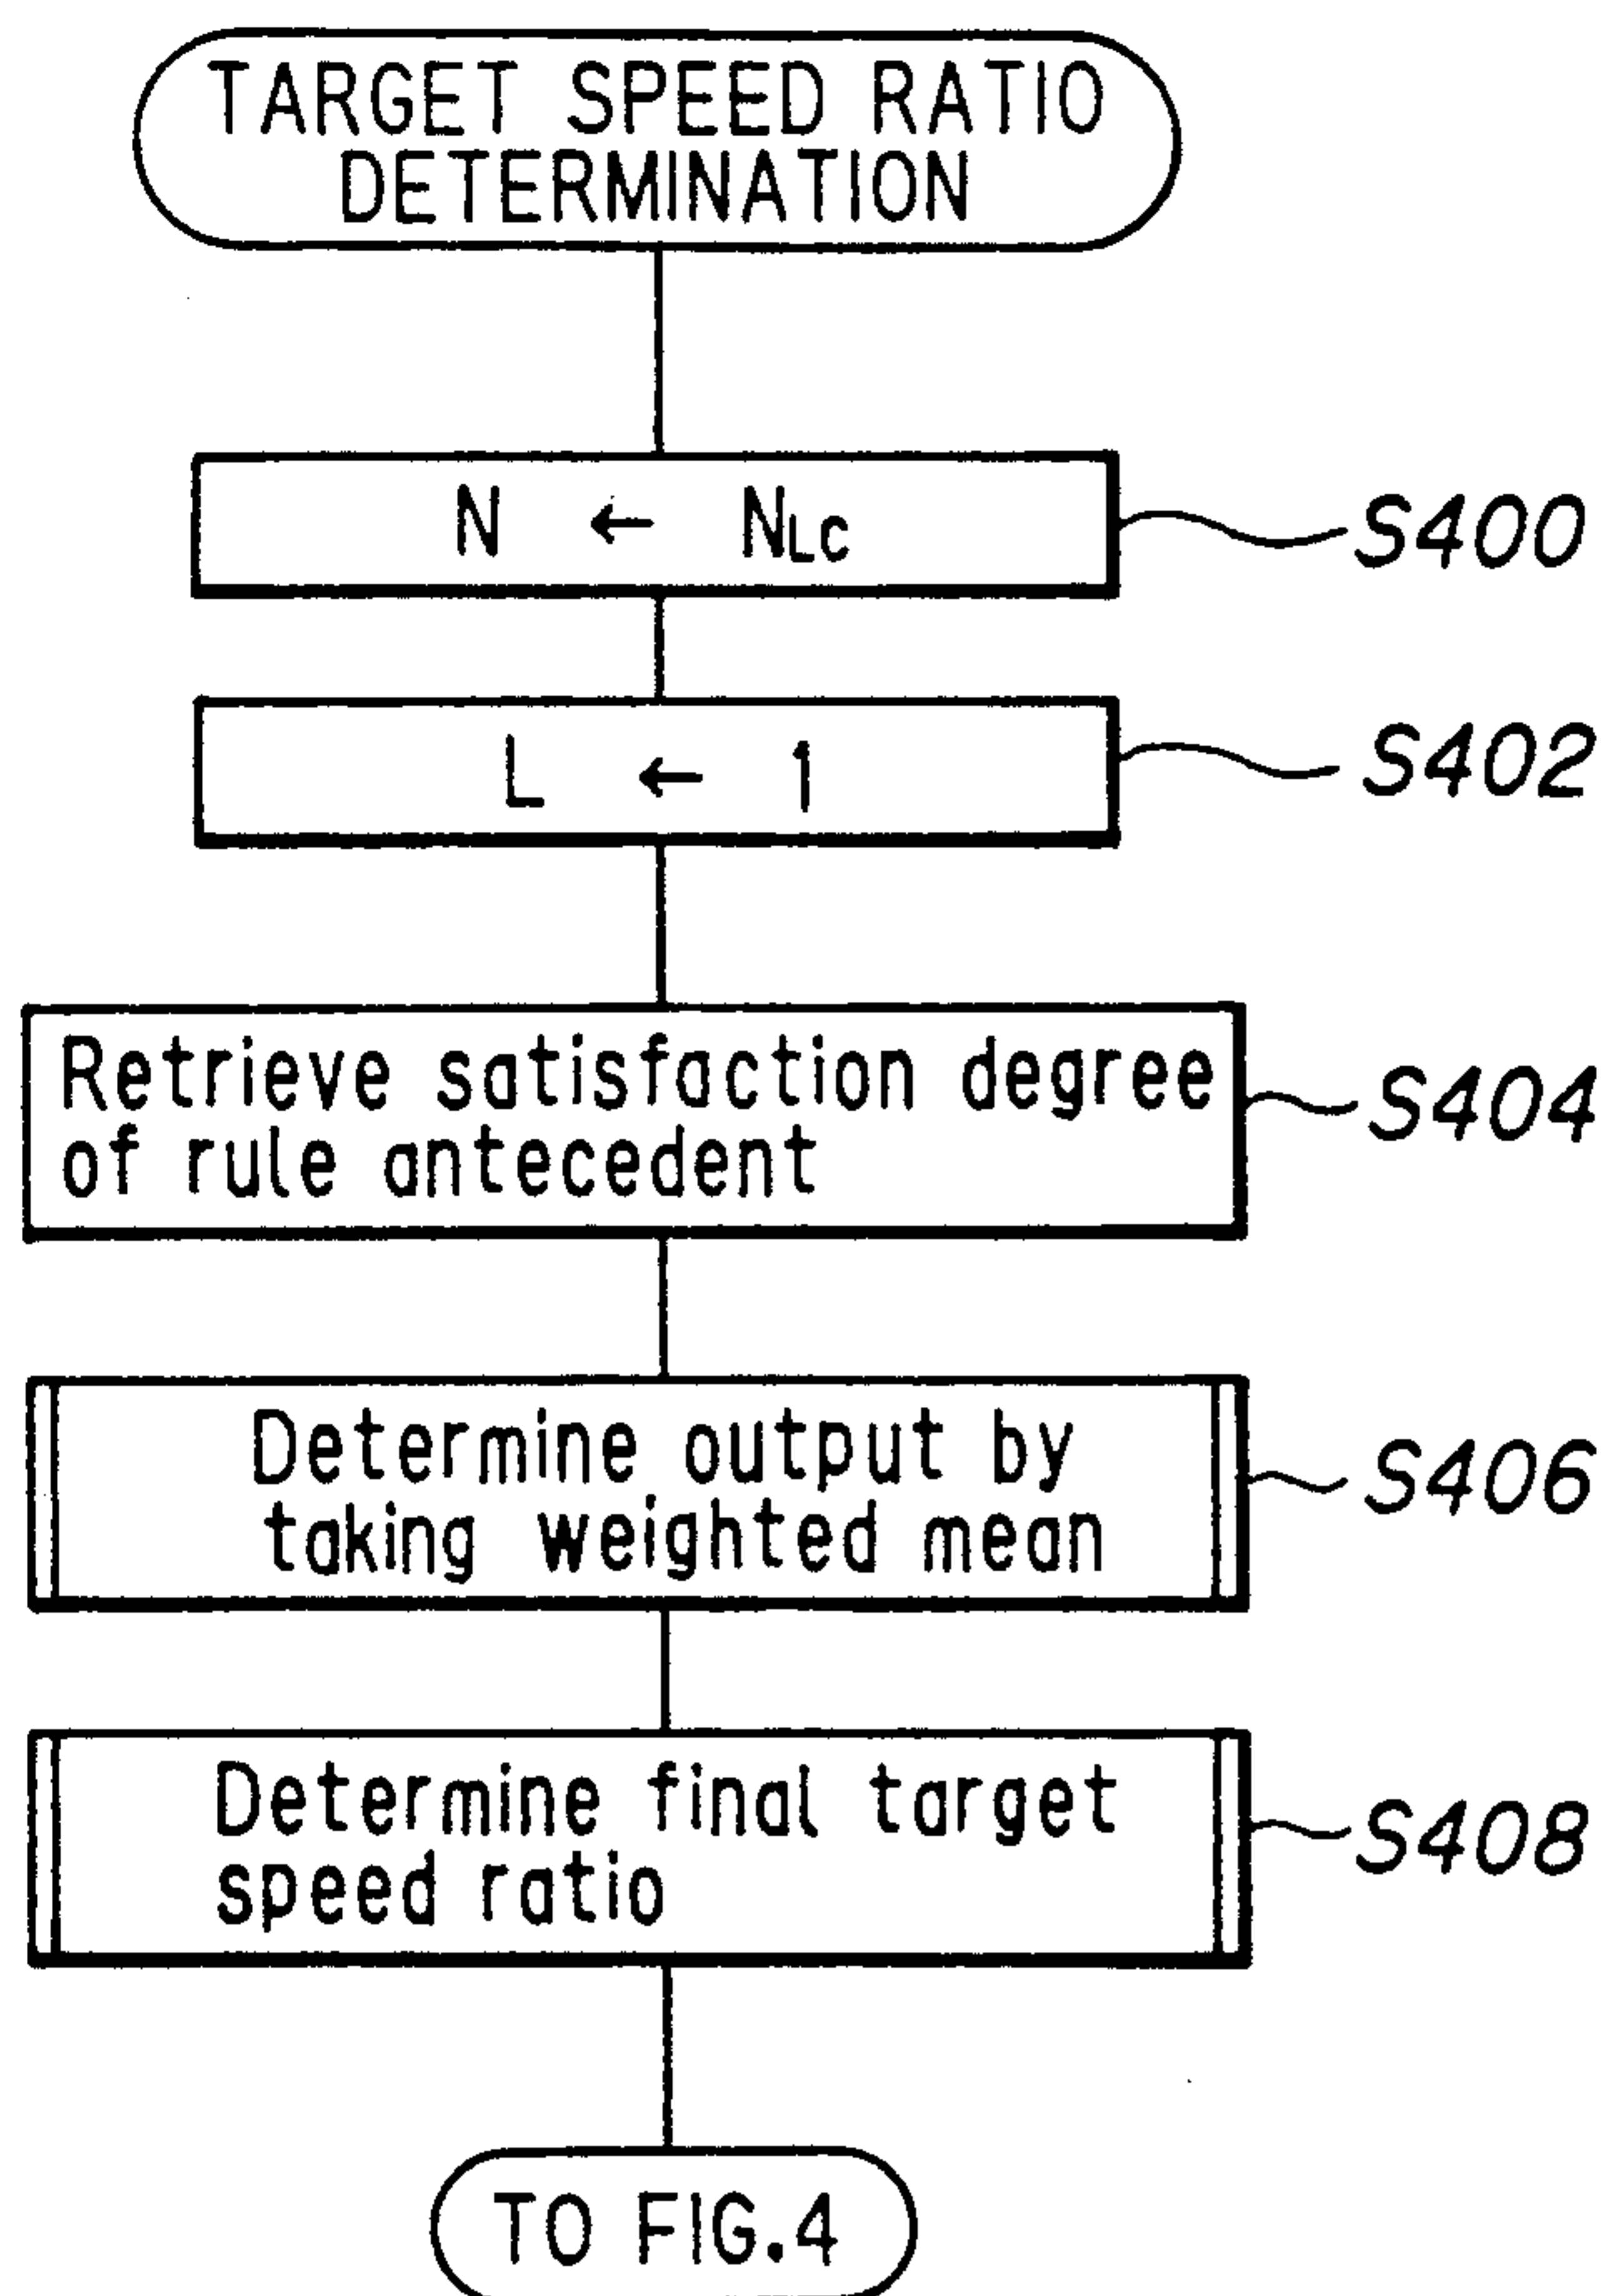 TARGET SPEED RATIO
DETERMINATION
N ← NLC
S400
L ← 1
S402
Retrieve satisfaction degree
of rule antecedent
S404
Determine output by
taking weighted mean
S406
Determine final target
speed ratio
S408
TO FIG.4